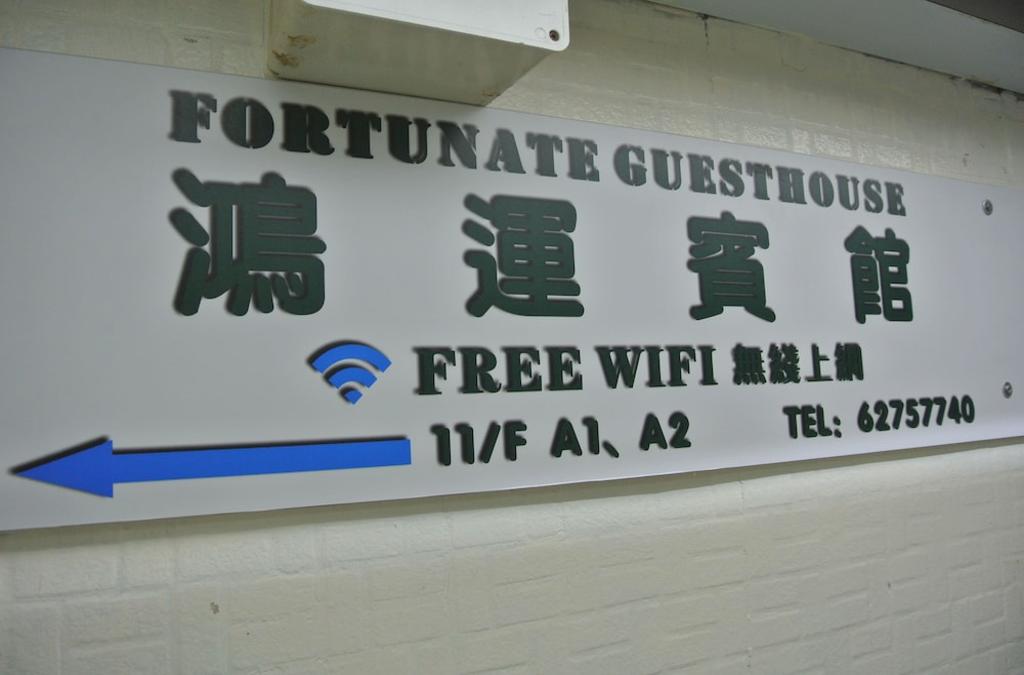 FORTUNATE GUESTHOUSE
鴻運賓館
FREE WIFI 無綫上網
11/F A1、A2 TEL: 62757740